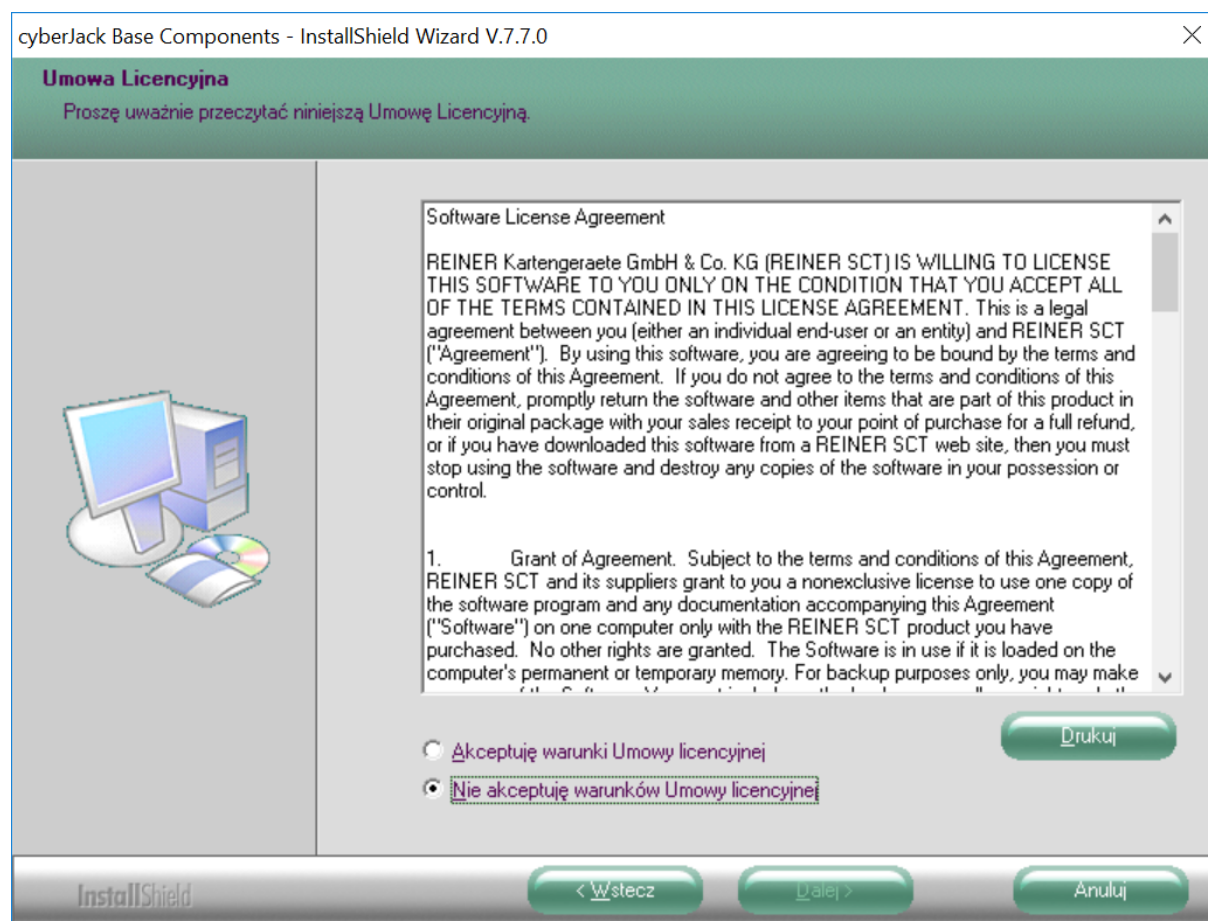 cyberJack Base Components - InstallShield Wizard V.7.7.0
Umowa Licencyjna
Proszę uważnie przeczytać niniejszą Umowę Licencyjną.
Software License Agreement
REINER Kartengeraete GmbH & Co. KG (REINER SCT) IS WILLING TO LICENSE
THIS SOFTWARE TO YOU ONLY ON THE CONDITION THAT YOU ACCEPT ALL
OF THE TERMS CONTAINED IN THIS LICENSE AGREEMENT. This is a legal
agreement between you (either an individual end-user or an entity) and REINER SCT
("Agreement").  By using this software, you are agreeing to be bound by the terms and
conditions of this Agreement.  If you do not agree to the terms and conditions of this
Agreement, promptly return the software and other items that are part of this product in
their original package with your sales receipt to your point of purchase for a full refund,
or if you have downloaded this software from a REINER SCT web site, then you must
stop using the software and destroy any copies of the software in your possession or
control.
1. Grant of Agreement.  Subject to the terms and conditions of this Agreement,
REINER SCT and its suppliers grant to you a nonexclusive license to use one copy of
the software program and any documentation accompanying this Agreement
("Software") on one computer only with the REINER SCT product you have
purchased.  No other rights are granted.  The Software is in use if it is loaded on the
computer's permanent or temporary memory. For backup purposes only, you may make
Drukuj
Akceptuję warunki Umowy licencyjnej
Nie akceptuję warunków Umowy licencyjnej
InstallShield
< Wstecz
Dalej >
Anuluj